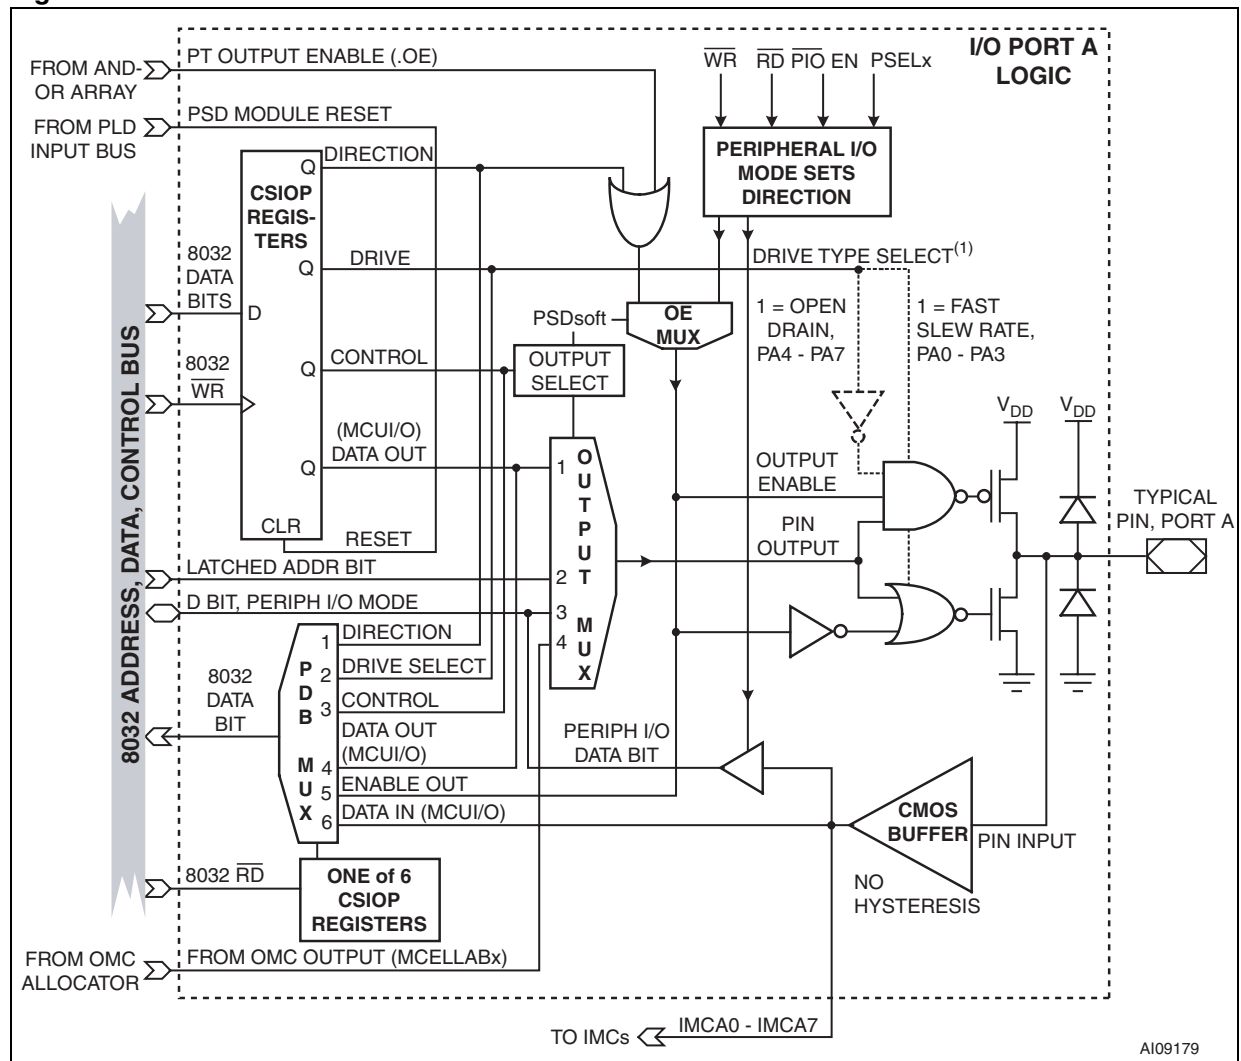 I/O PORT A
LOGIC
FROM AND-
OR ARRAY
PT OUTPUT ENABLE (.OE)
WR RD PIO EN PSELx
FROM PLD
INPUT BUS
PSD MODULE RESET
PERIPHERAL I/O
MODE SETS
DIRECTION
CSIOP
REGIS-
TERS
Q
DIRECTION
8032
DATA
BITS
D
Q
DRIVE
DRIVE TYPE SELECT(1)
1 = OPEN
DRAIN,
PA4 - PA7
1 = FAST
SLEW RATE,
PA0 - PA3
PSDsoft
OE
MUX
OUTPUT
SELECT
8032
WR
Q
CONTROL
VDD
VDD
(MCUI/O)
DATA OUT
Q
1
OUTPUT MUX
OUTPUT
ENABLE
TYPICAL
PIN, PORT A
CLR
RESET
PIN
OUTPUT
LATCHED ADDR BIT
2
D BIT, PERIPH I/O MODE
3
4
8032 ADDRESS, DATA, CONTROL BUS
PDB MUX
1
DIRECTION
2
DRIVE SELECT
3
CONTROL
DATA OUT
(MCUI/O)
4
5
ENABLE OUT
6
DATA IN (MCUI/O)
8032
DATA
BIT
PERIPH I/O
DATA BIT
CMOS
BUFFER
PIN INPUT
NO
HYSTERESIS
8032 RD
ONE of 6
CSIOP
REGISTERS
FROM OMC
ALLOCATOR
FROM OMC OUTPUT (MCELLABx)
TO IMCs
IMCA0 - IMCA7
AI09179